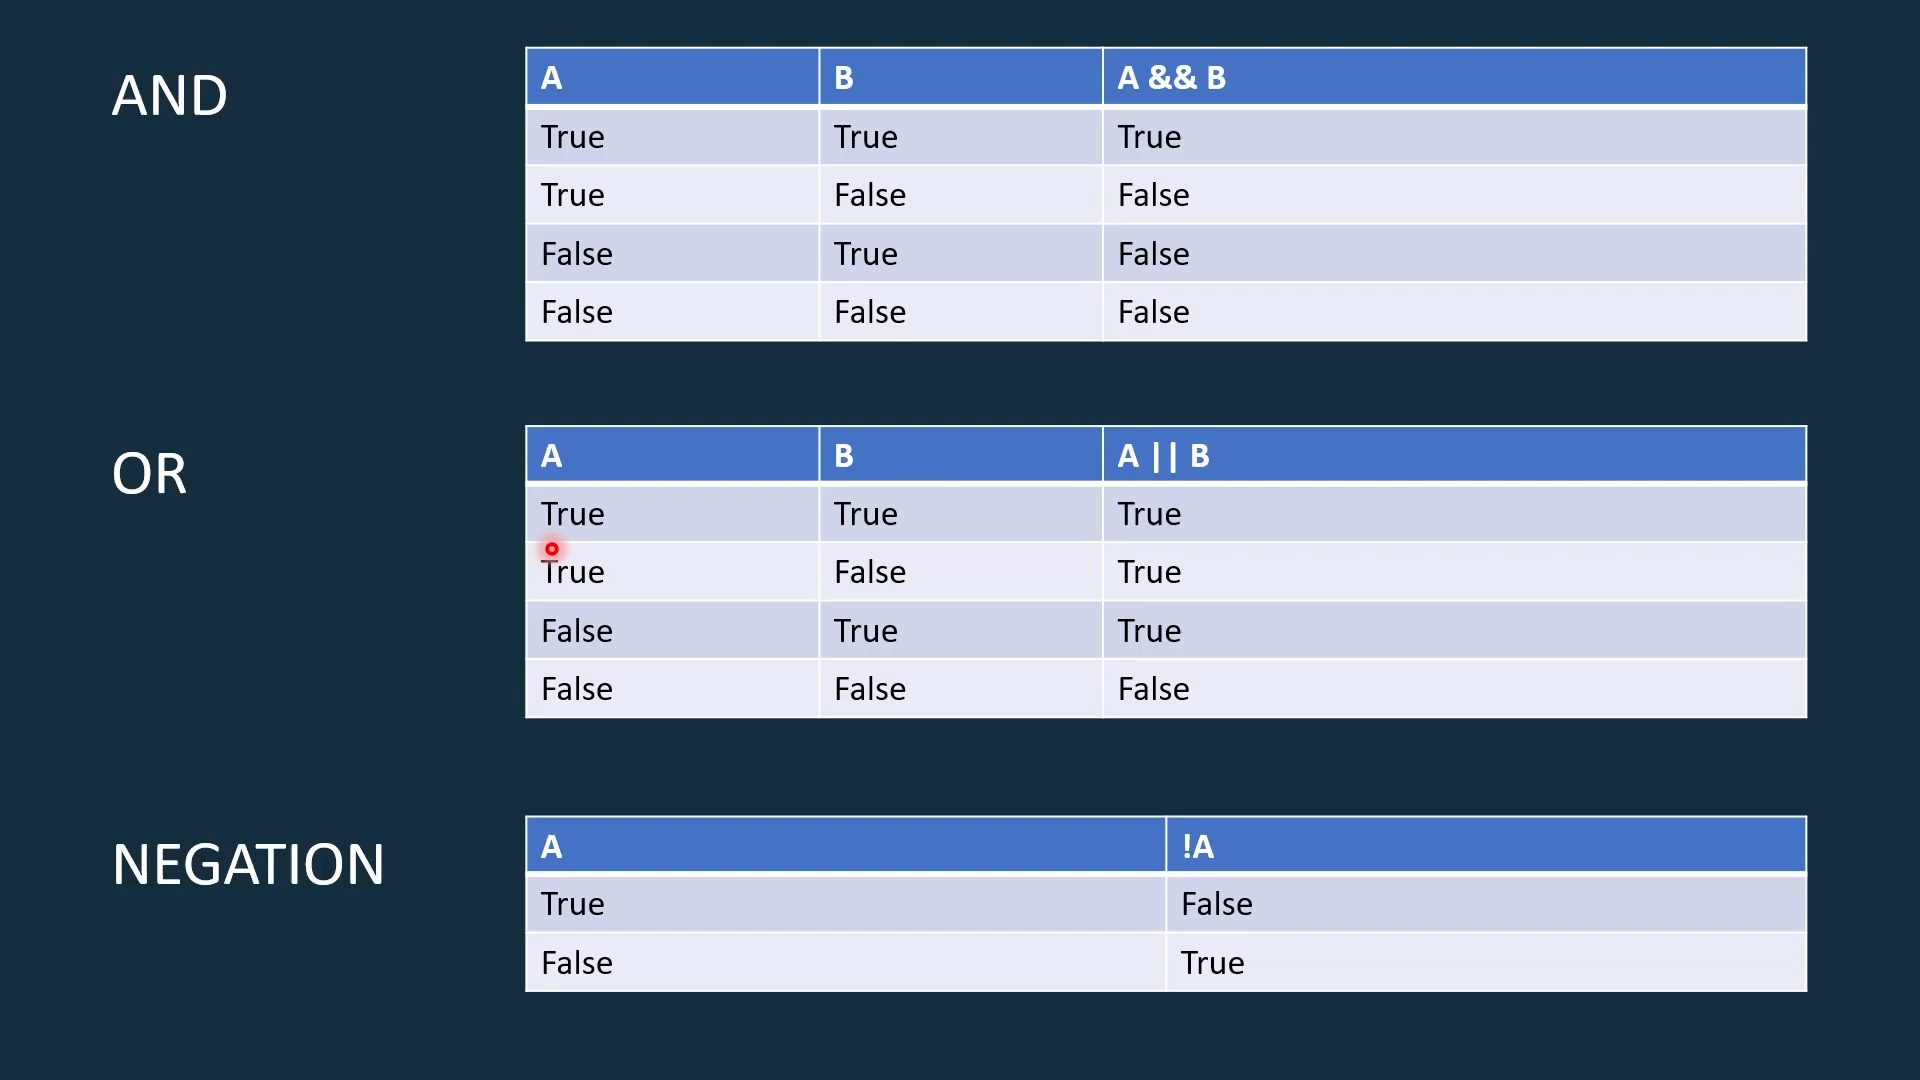 AND
A B A && B
True True True
True False False
False True False
False False False
OR
A B A || B
True True True
True False True
False True True
False False False
NEGATION
A !A
True False
False True